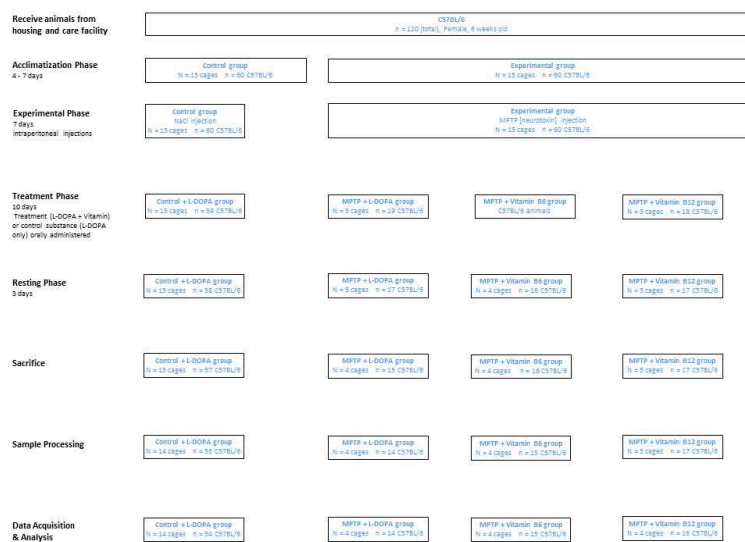 Receive animals from
housing and care facility
C57BL/6
n = 120 (total), Female, 6 weeks old
Acclimatization Phase
4 - 7 days
Control group
N = 15 cages n = 60 C57BL/6
Experimental group
N = 15 cages n = 60 C57BL/6
Experimental Phase
7 days
intraperitoneal injections
Control group
NaCl injection
N = 15 cages n = 60 C57BL/6
Experimental group
MPTP [neurotoxin] injection
N = 15 cages n = 60 C57BL/6
Treatment Phase
10 days
Treatment (L-DOPA + Vitamin)
or control substance (L-DOPA
only) orally administered
Control + L-DOPA group
N = 15 cages n = 59 C57BL/6
MPTP + L-DOPA group
N = 5 cages n = 19 C57BL/6
MPTP + Vitamin B6 group
C57BL/6 animals
MPTP + Vitamin B12 group
N = 5 cages n = 18 C57BL/6
Resting Phase
3 days
Control + L-DOPA group
N = 15 cages n = 58 C57BL/6
MPTP + L-DOPA group
N = 5 cages n = 17 C57BL/6
MPTP + Vitamin B6 group
N = 4 cages n = 16 C57BL/6
MPTP + Vitamin B12 group
N = 5 cages n = 17 C57BL/6
Sacrifice
Control + L-DOPA group
N = 15 cages n = 57 C57BL/6
MPTP + L-DOPA group
N = 4 cages n = 15 C57BL/6
MPTP + Vitamin B6 group
N = 4 cages n = 16 C57BL/6
MPTP + Vitamin B12 group
N = 5 cages n = 17 C57BL/6
Sample Processing
Control + L-DOPA group
N = 14 cages n = 55 C57BL/6
MPTP + L-DOPA group
N = 4 cages n = 14 C57BL/6
MPTP + Vitamin B6 group
N = 4 cages n = 15 C57BL/6
MPTP + Vitamin B12 group
N = 5 cages n = 17 C57BL/6
Data Acquisition
& Analysis
Control + L-DOPA group
N = 14 cages n = 54 C57BL/6
MPTP + L-DOPA group
N = 4 cages n = 14 C57BL/6
MPTP + Vitamin B6 group
N = 4 cages n = 15 C57BL/6
MPTP + Vitamin B12 group
N = 4 cages n = 16 C57BL/6